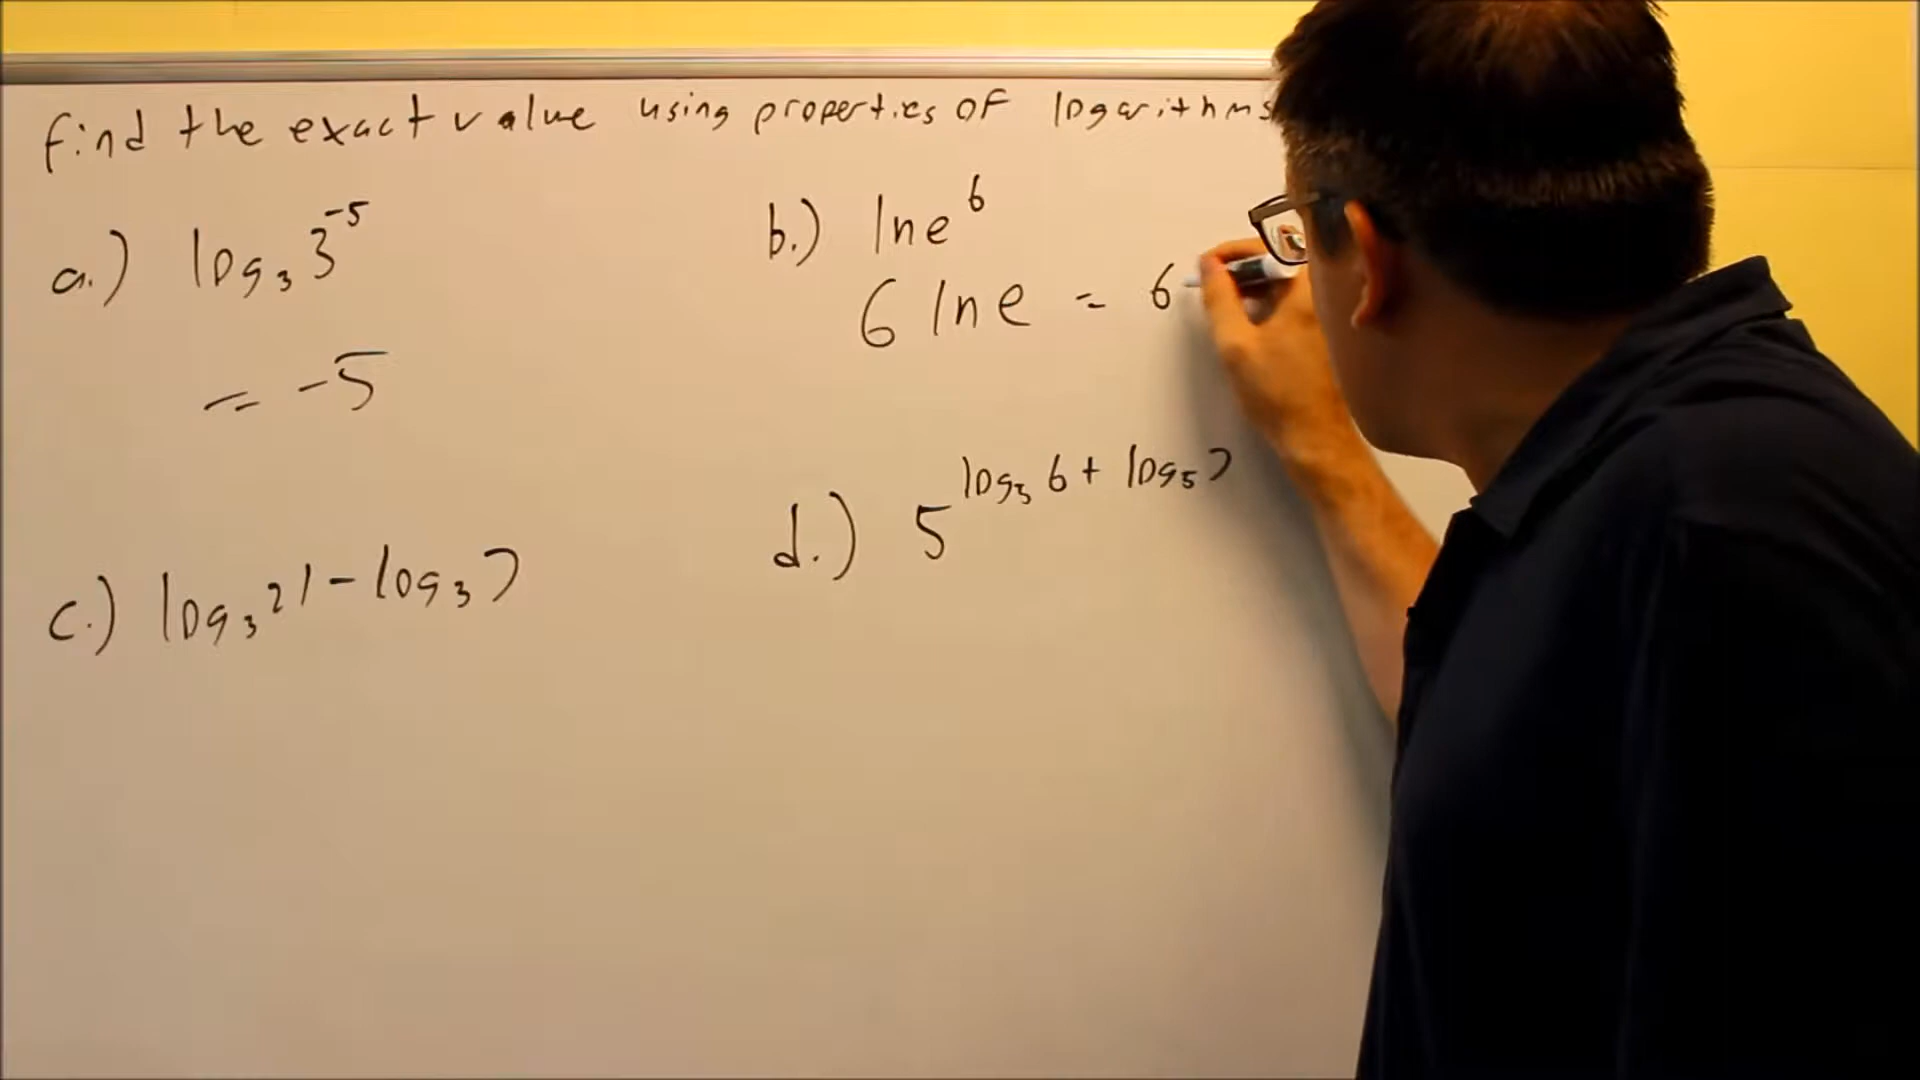 Find the exact value using properties of logarithms
a.) log₃ 3⁻⁵
= -5
b.) ln e⁶
6 ln e = 6
c.) log₃ 21 - log₃ 7
d.) 5^(log₅ 6 + log₅ 7)